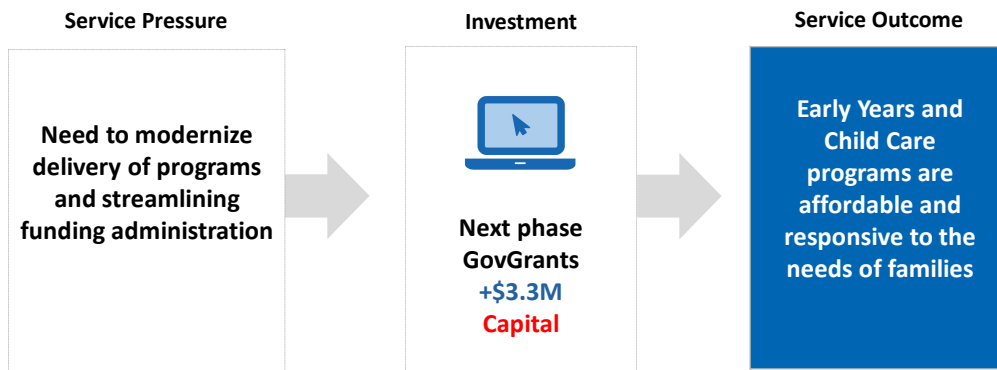 Service Pressure
Need to modernize
delivery of programs
and streamlining
funding administration
Investment
Next phase
GovGrants
+$3.3M
Capital
Service Outcome
Early Years and
Child Care
programs are
affordable and
responsive to the
needs of families